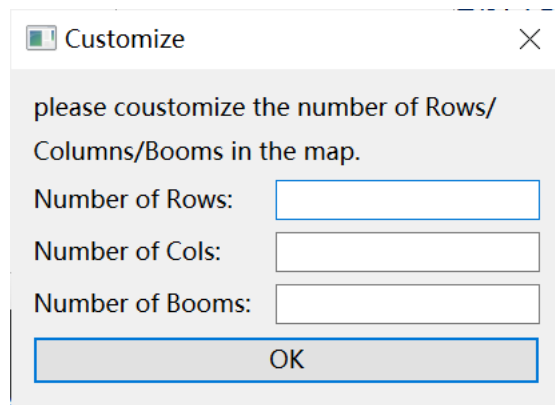 Customize
please coustomize the number of Rows/
Columns/Booms in the map.
Number of Rows:
Number of Cols:
Number of Booms:
OK